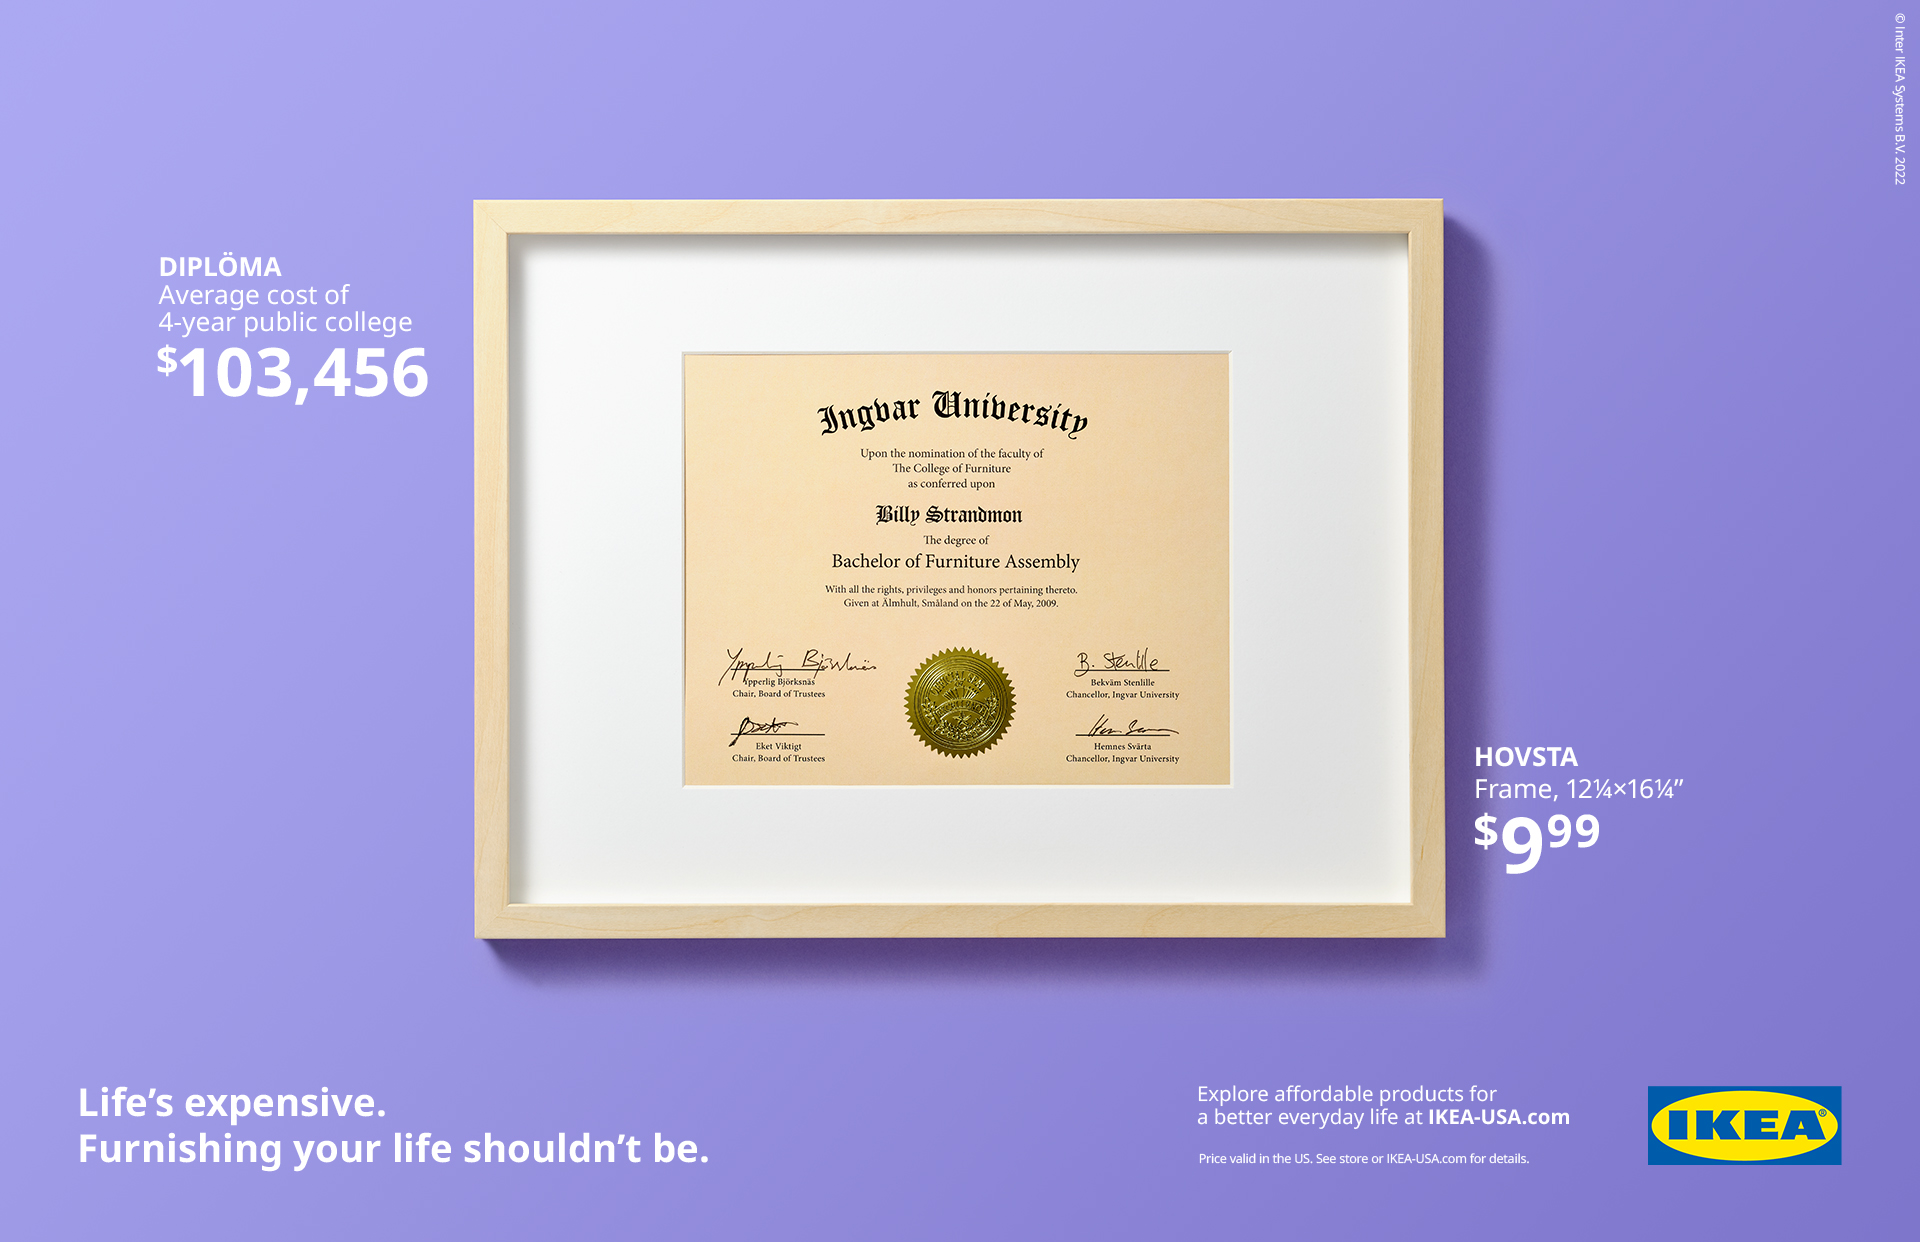 © Inter IKEA Systems B.V. 2022
DIPLÖMA
Average cost of
4-year public college
$103,456
Ingvar University
Upon the nomination of the faculty of
The College of Furniture
as conferred upon
Billy Strandmon
The degree of
Bachelor of Furniture Assembly
With all the rights, privileges and honors pertaining thereto.
Given at Älmhult, Småland on the 22 of May, 2009.
Ypperlig Björksnäs
Ypperlig Björksnäs
Chair, Board of Trustees
B. Stenlille
Bekväm Stenlille
Chancellor, Ingvar University
Eket Viktigt
Chair, Board of Trustees
Hemnes Svärta
Chancellor, Ingvar University
OFFICIAL SEAL
HOVSTA
Frame, 12¼×16¼”
$9⁹⁹
Life’s expensive.
Furnishing your life shouldn’t be.
Explore affordable products for
a better everyday life at IKEA-USA.com
Price valid in the US. See store or IKEA-USA.com for details.
IKEA®